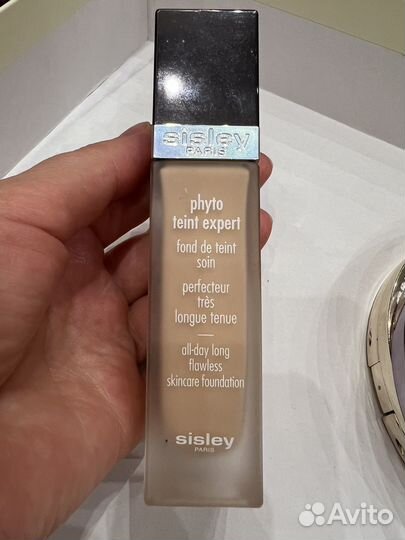 sisley
PARIS
phyto
teint expert
fond de teint
soin
perfecteur
très
longue tenue
all-day long
flawless
skincare foundation
sisley
PARIS
Avito